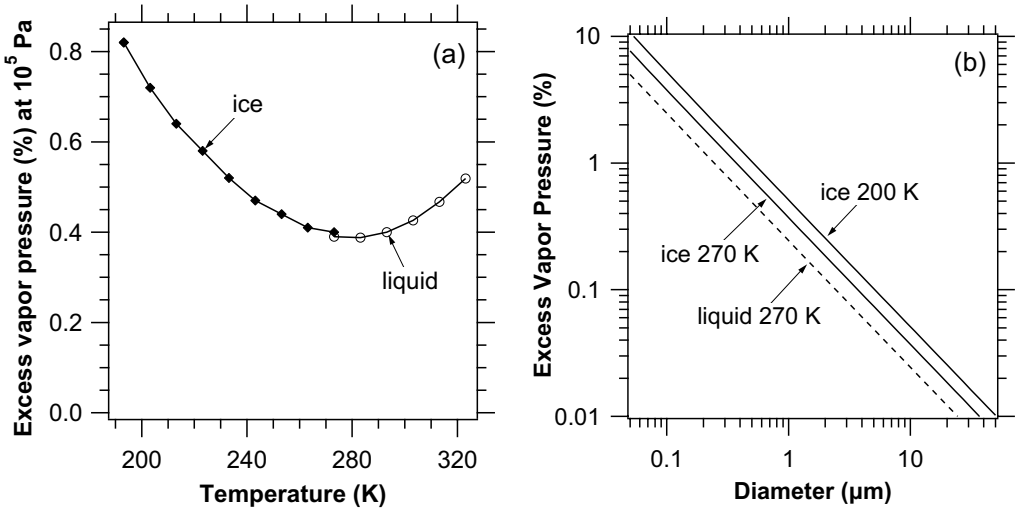 Excess vapor pressure (%) at 10⁵ Pa
0.8
0.6
0.4
0.2
0.0
(a)
ice
liquid
200
240
280
320
Temperature (K)
Excess Vapor Pressure (%)
10
1
0.1
0.01
(b)
ice 200 K
ice 270 K
liquid 270 K
0.1
1
10
Diameter (µm)